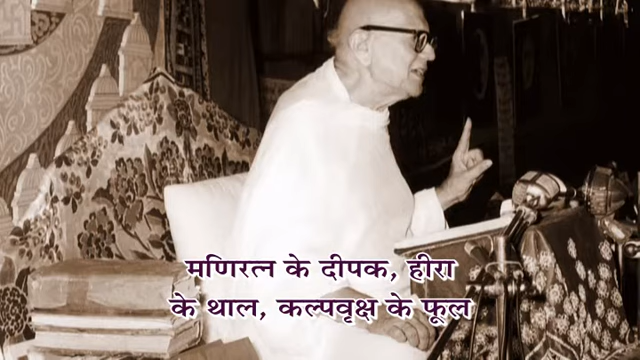 मणिरत्न के दीपक, हीरा
के थाल, कल्पवृक्ष के फूल